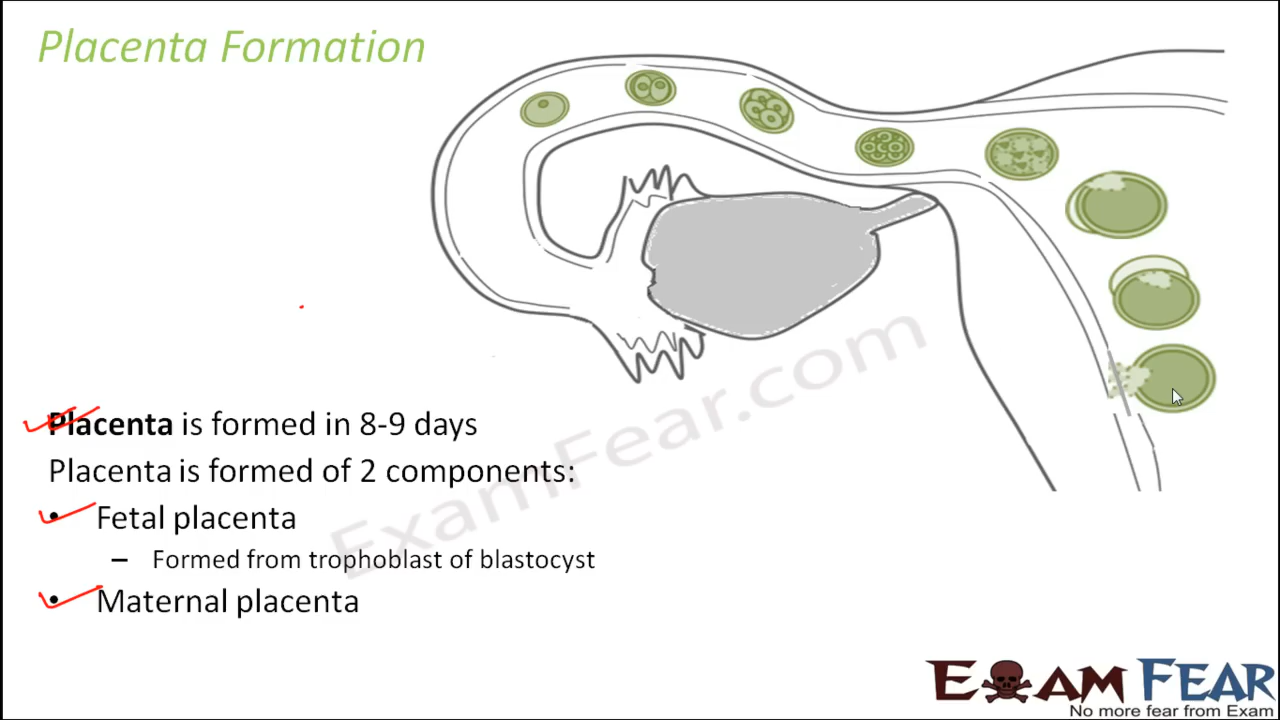 Placenta Formation
Placenta is formed in 8-9 days
Placenta is formed of 2 components:
• Fetal placenta
– Formed from trophoblast of blastocyst
• Maternal placenta
ExamFear.com
EXAM FEAR
No more fear from Exam